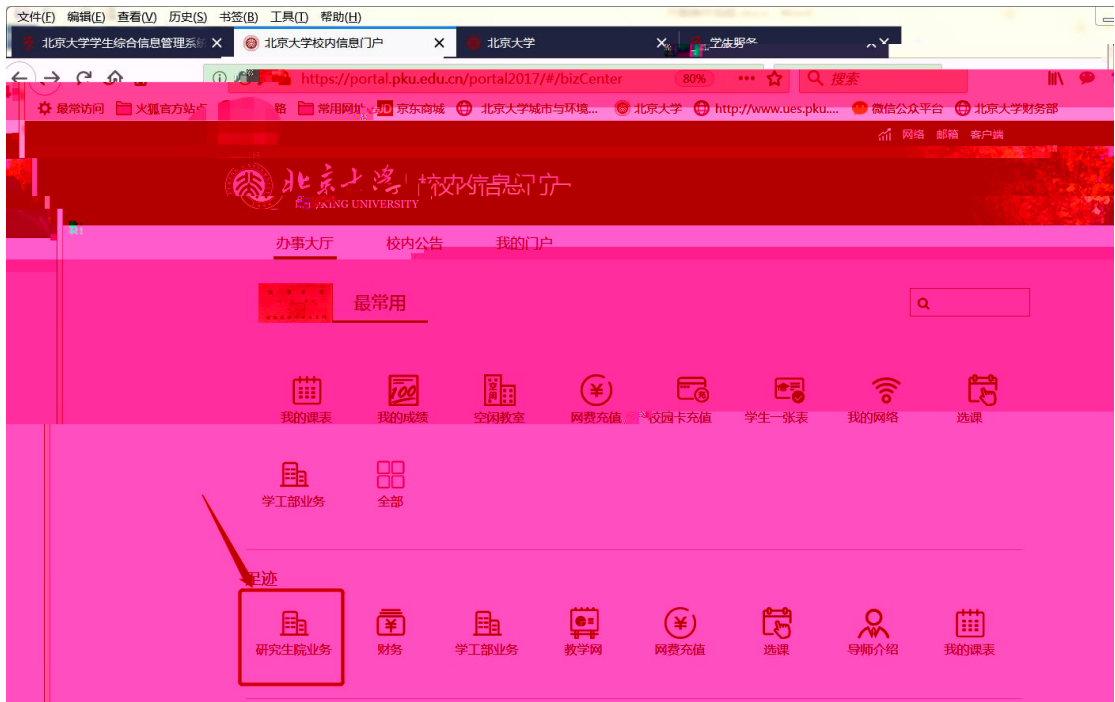 文件(F) 编辑(E) 查看(V) 历史(S) 书签(B) 工具(T) 帮助(H)
北京大学学生综合信息管理系统 × 北京大学校内信息门户 × 北京大学 ×
https://portal.pku.edu.cn/portal2017/#/bizCenter 80% 搜索
最常访问 火狐官方站点 常用网址 JD 京东商城 北京大学城市与环境... 北京大学 http://www.ues.pku.... 微信公众平台 北京大学财务部
网络 邮箱 客户端
北京大学 校内信息门户
UNIVERSITY
办事大厅 校内公告 我的门户
最常用
我的课表 我的成绩 空闲教室 网费充值 校园卡充值 学生一张表 我的网络 选课
学工部业务 全部
足迹
研究生院业务 财务 学工部业务 教学网 网费充值 选课 导师介绍 我的课表